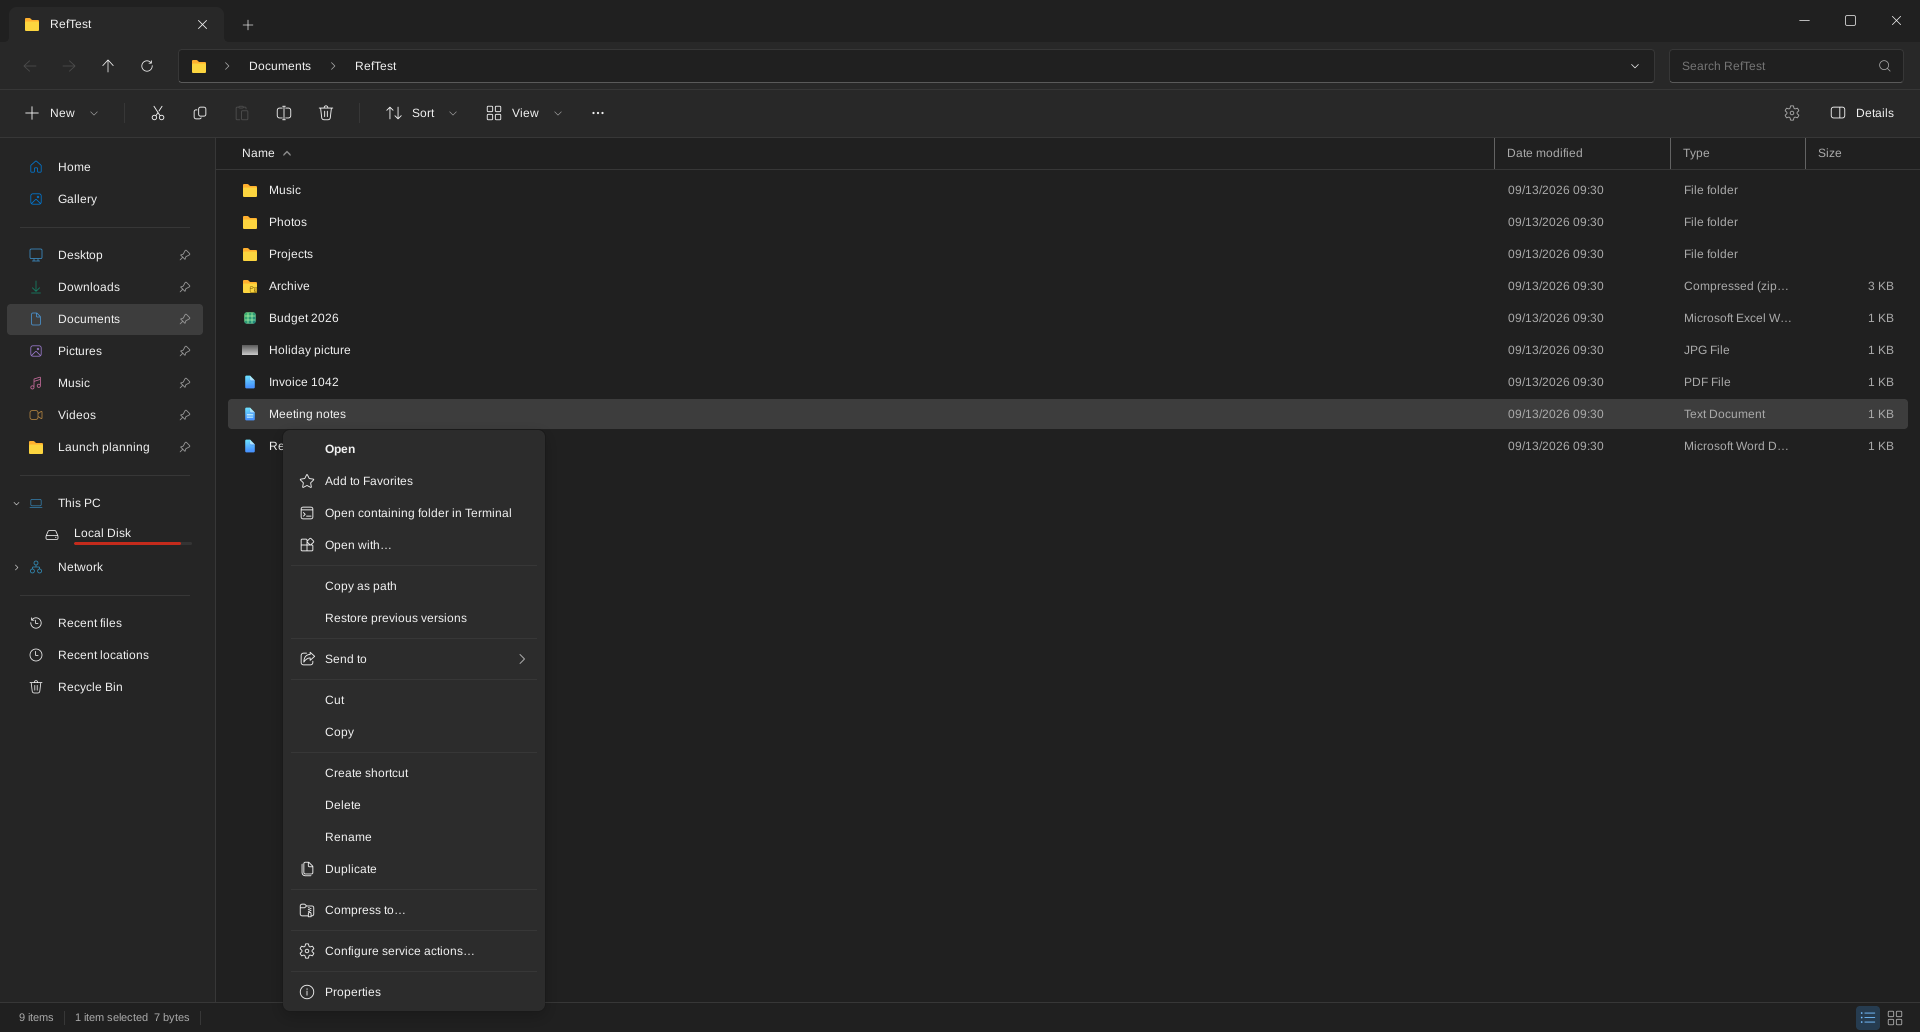 RefTest
Documents
RefTest
Search RefTest
New
Sort
View
Details
Home
Gallery
Desktop
Downloads
Documents
Pictures
Music
Videos
Launch planning
This PC
Local Disk
Network
Recent files
Recent locations
Recycle Bin
Name Date modified Type Size
Music 09/13/2026 09:30 File folder
Photos 09/13/2026 09:30 File folder
Projects 09/13/2026 09:30 File folder
Archive 09/13/2026 09:30 Compressed (zip… 3 KB
Budget 2026 09/13/2026 09:30 Microsoft Excel W… 1 KB
Holiday picture 09/13/2026 09:30 JPG File 1 KB
Invoice 1042 09/13/2026 09:30 PDF File 1 KB
Meeting notes 09/13/2026 09:30 Text Document 1 KB
Re 09/13/2026 09:30 Microsoft Word D… 1 KB
Open
Add to Favorites
Open containing folder in Terminal
Open with…
Copy as path
Restore previous versions
Send to
Cut
Copy
Create shortcut
Delete
Rename
Duplicate
Compress to…
Configure service actions…
Properties
9 items 1 item selected 7 bytes